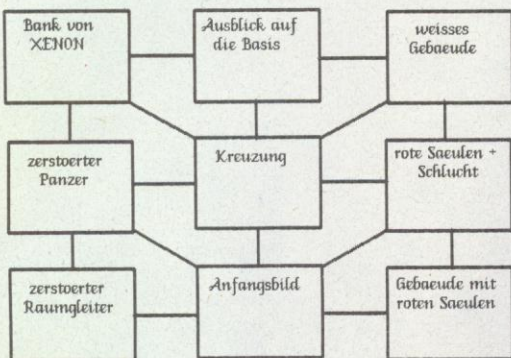 Bank von
XENON
Ausblick auf
die Basis
weisses
Gebaeude
zerstoerter
Panzer
Kreuzung
rote Saeulen +
Schlucht
zerstoerter
Raumgleiter
Anfangsbild
Gebaeude mit
roten Saeulen